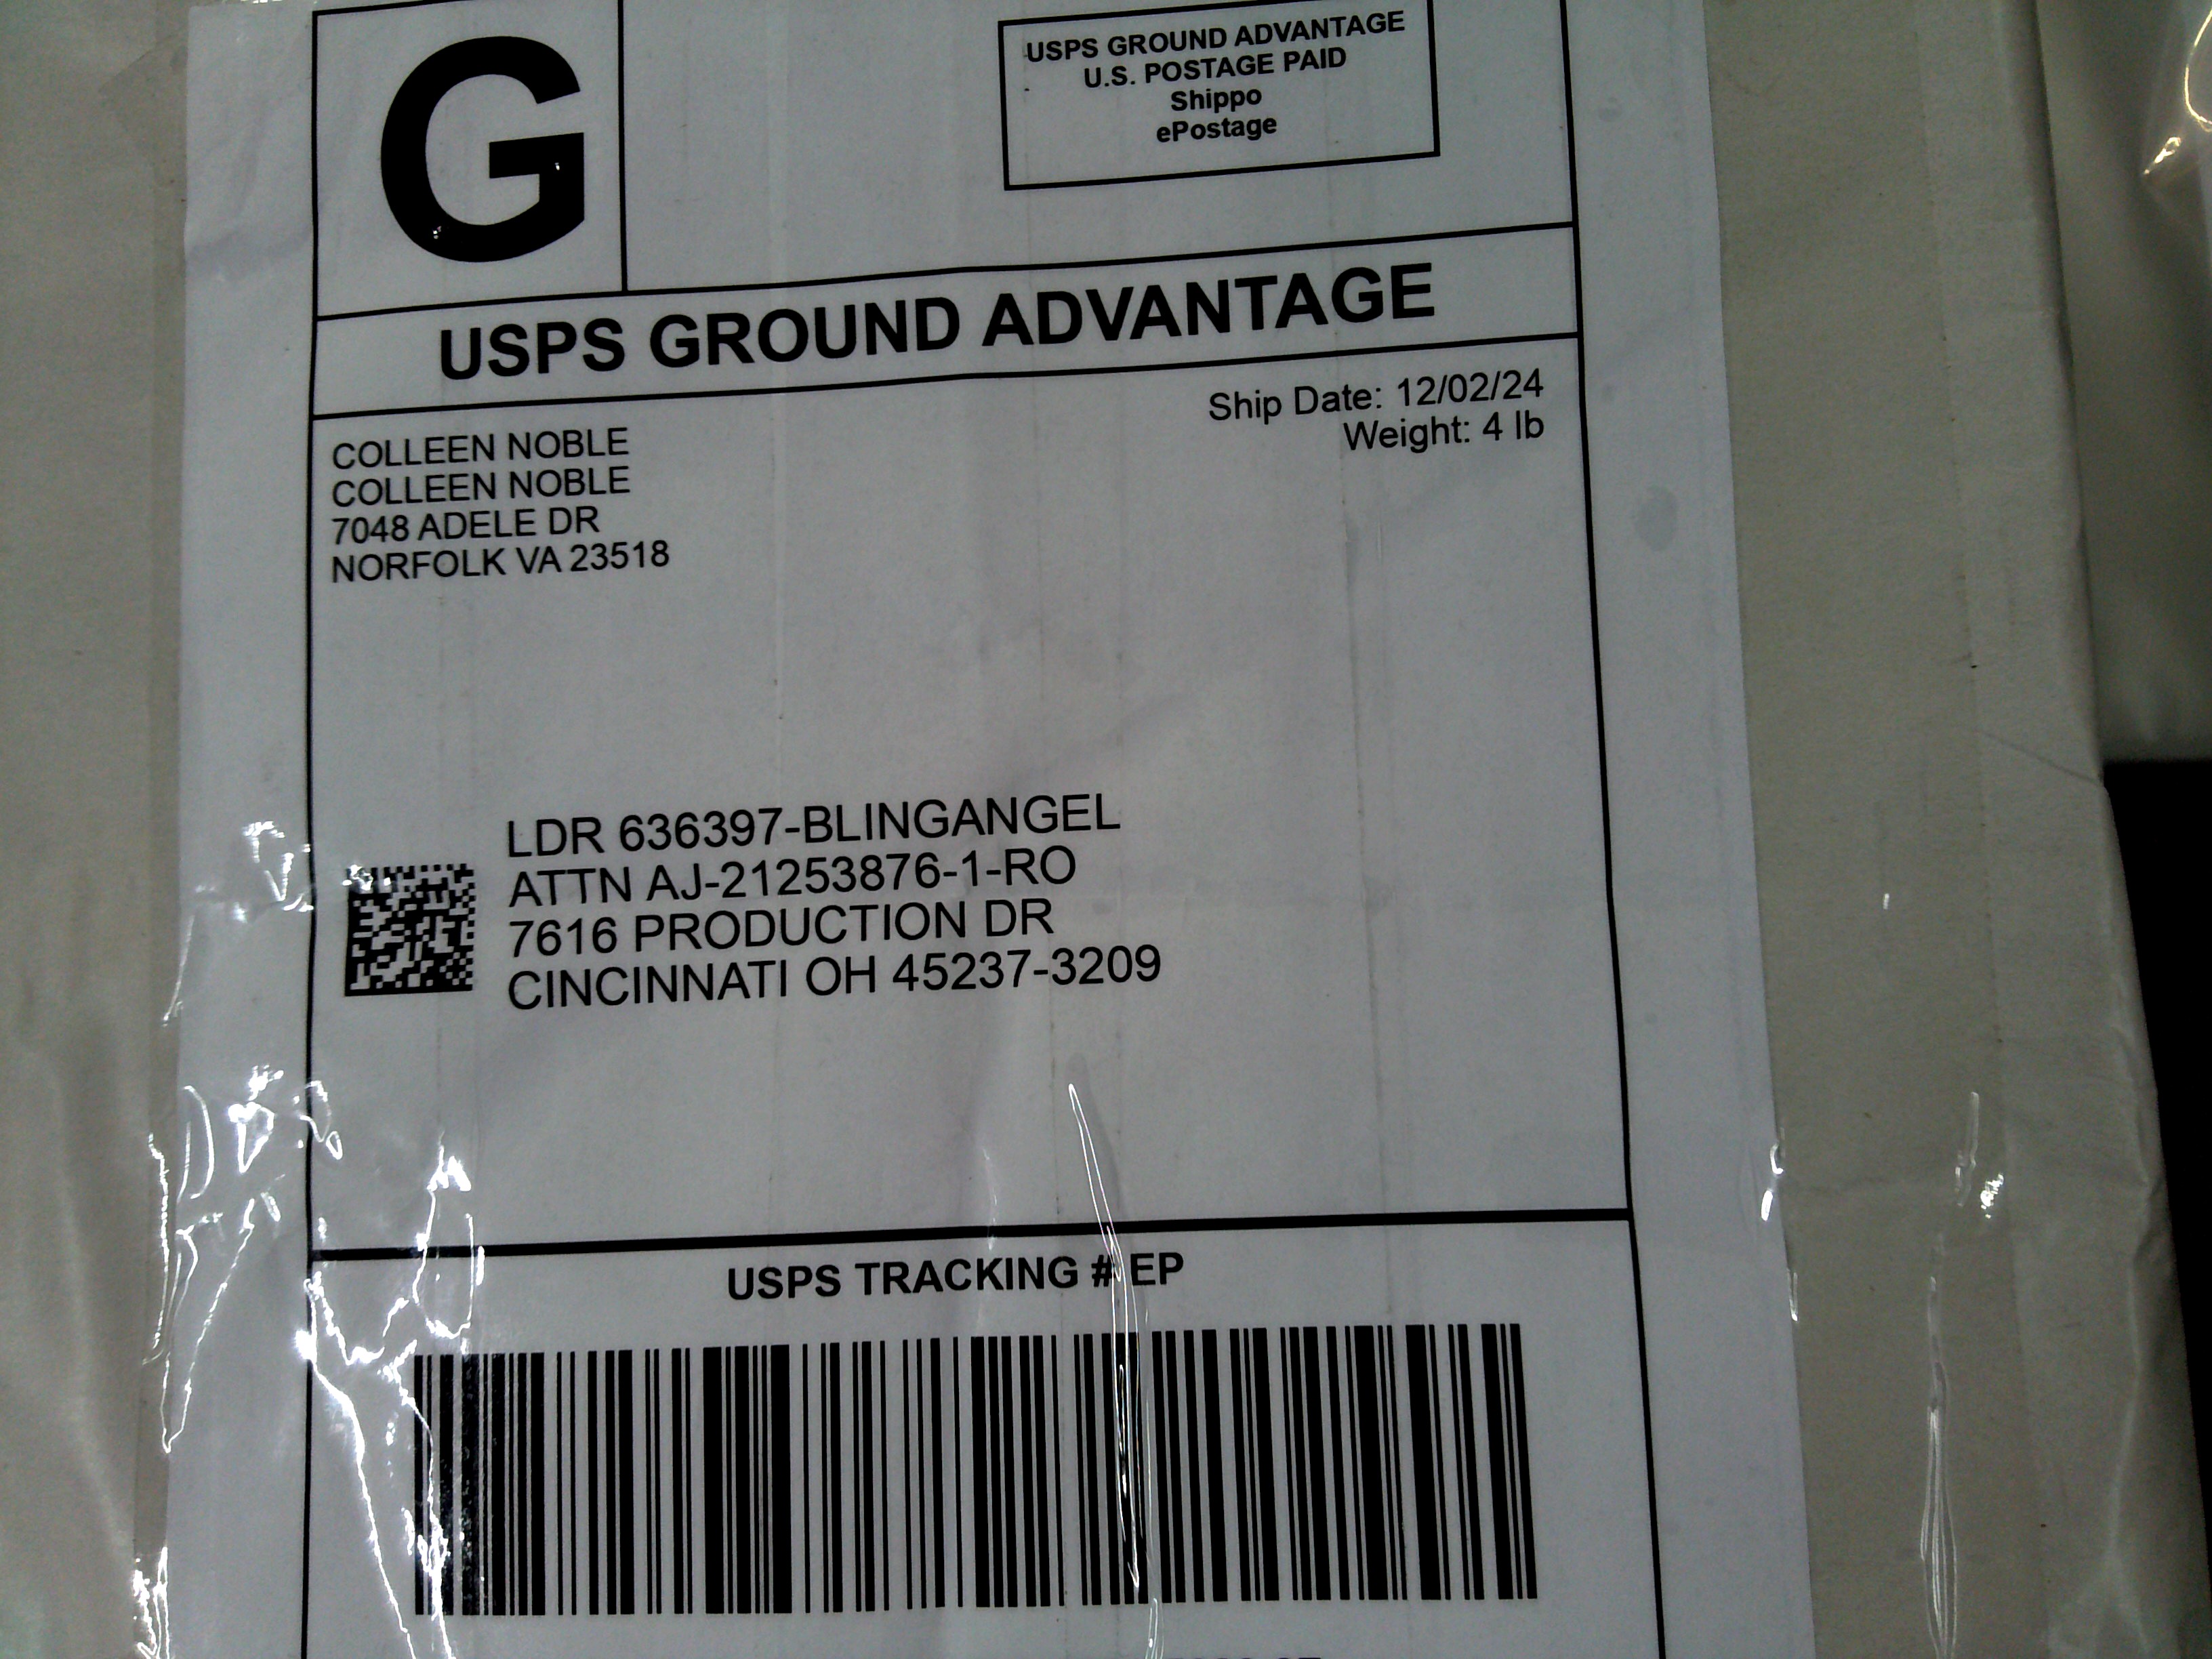 G
USPS GROUND ADVANTAGE
U.S. POSTAGE PAID
Shippo
ePostage
USPS GROUND ADVANTAGE
Ship Date: 12/02/24
Weight: 4 lb
COLLEEN NOBLE
COLLEEN NOBLE
7048 ADELE DR
NORFOLK VA 23518
LDR 636397-BLINGANGEL
ATTN AJ-21253876-1-RO
7616 PRODUCTION DR
CINCINNATI OH 45237-3209
USPS TRACKING # EP